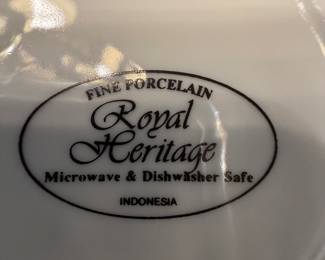 FINE PORCELAIN
Royal
Heritage
Microwave & Dishwasher Safe
INDONESIA